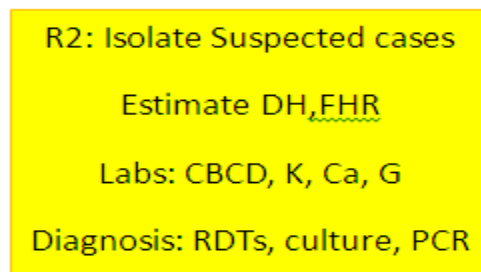 R2: Isolate Suspected cases
Estimate DH,FHR
Labs: CBCD, K, Ca, G
Diagnosis: RDTs, culture, PCR